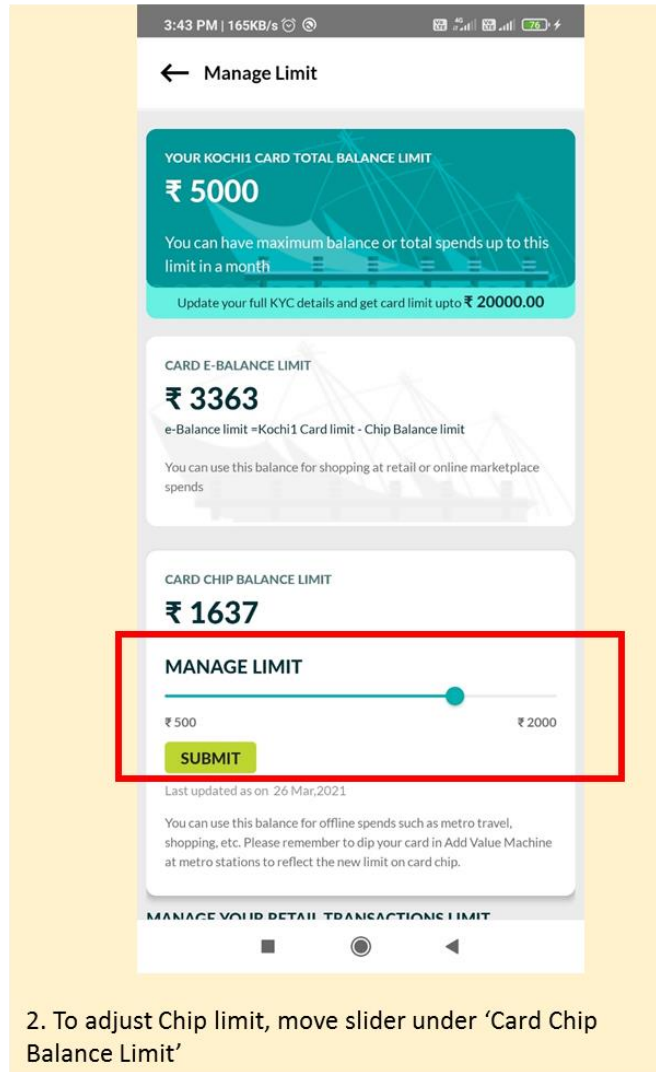 3:43 PM | 165KB/s
4G
76
Manage Limit
YOUR KOCHI1 CARD TOTAL BALANCE LIMIT
₹ 5000
You can have maximum balance or total spends up to this
limit in a month
Update your full KYC details and get card limit upto ₹ 20000.00
CARD E-BALANCE LIMIT
₹ 3363
e-Balance limit =Kochi1 Card limit - Chip Balance limit
You can use this balance for shopping at retail or online marketplace
spends
CARD CHIP BALANCE LIMIT
₹ 1637
MANAGE LIMIT
₹ 500 ₹ 2000
SUBMIT
Last updated as on 26 Mar,2021
You can use this balance for offline spends such as metro travel,
shopping, etc. Please remember to dip your card in Add Value Machine
at metro stations to reflect the new limit on card chip.
MANAGE YOUR RETAIL TRANSACTIONS LIMIT
2. To adjust Chip limit, move slider under ‘Card Chip
Balance Limit’